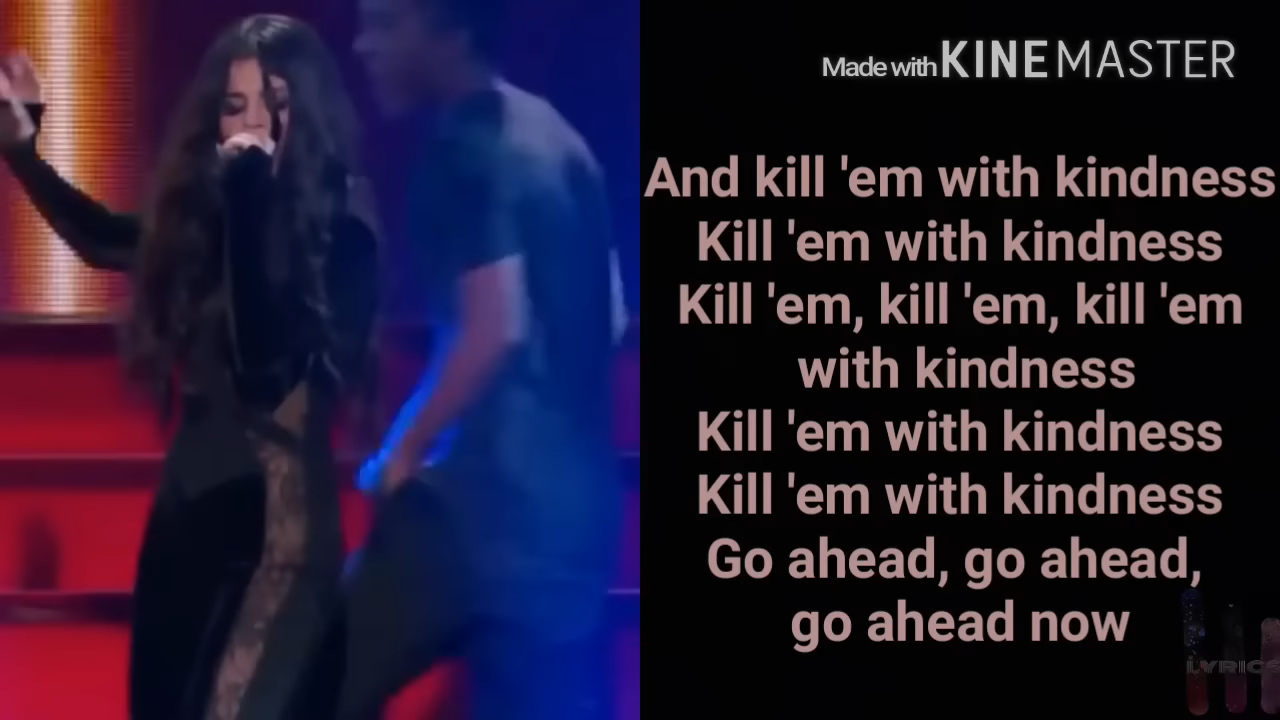 Made with KINEMASTER
And kill 'em with kindness
Kill 'em with kindness
Kill 'em, kill 'em, kill 'em
with kindness
Kill 'em with kindness
Kill 'em with kindness
Go ahead, go ahead,
go ahead now
LYRICS